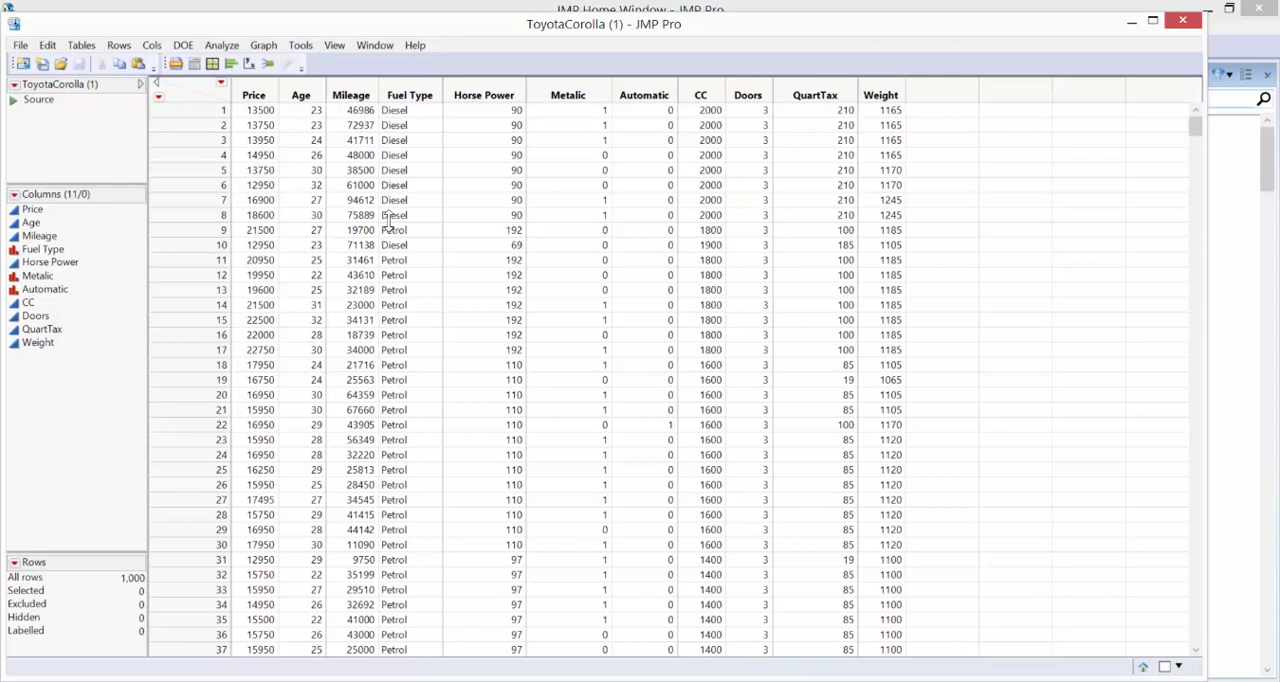 JMP Home Window - JMP Pro
ToyotaCorolla (1) - JMP Pro
File Edit Tables Rows Cols DOE Analyze Graph Tools View Window Help
ToyotaCorolla (1)
Source
Columns (11/0)
Price
Age
Mileage
Fuel Type
Horse Power
Metalic
Automatic
CC
Doors
QuartTax
Weight
Rows
All rows 1,000
Selected 0
Excluded 0
Hidden 0
Labelled 0
Price Age Mileage Fuel Type Horse Power Metalic Automatic CC Doors QuartTax Weight
1 13500 23 46986 Diesel 90 1 0 2000 3 210 1165
2 13750 23 72937 Diesel 90 1 0 2000 3 210 1165
3 13950 24 41711 Diesel 90 1 0 2000 3 210 1165
4 14950 26 48000 Diesel 90 0 0 2000 3 210 1165
5 13750 30 38500 Diesel 90 0 0 2000 3 210 1170
6 12950 32 61000 Diesel 90 0 0 2000 3 210 1170
7 16900 27 94612 Diesel 90 1 0 2000 3 210 1245
8 18600 30 75889 Diesel 90 1 0 2000 3 210 1245
9 21500 27 19700 Petrol 192 0 0 1800 3 100 1185
10 12950 23 71138 Diesel 69 0 0 1900 3 185 1105
11 20950 25 31461 Petrol 192 0 0 1800 3 100 1185
12 19950 22 43610 Petrol 192 0 0 1800 3 100 1185
13 19600 25 32189 Petrol 192 0 0 1800 3 100 1185
14 21500 31 23000 Petrol 192 1 0 1800 3 100 1185
15 22500 32 34131 Petrol 192 1 0 1800 3 100 1185
16 22000 28 18739 Petrol 192 0 0 1800 3 100 1185
17 22750 30 34000 Petrol 192 1 0 1800 3 100 1185
18 17950 24 21716 Petrol 110 1 0 1600 3 85 1105
19 16750 24 25563 Petrol 110 0 0 1600 3 19 1065
20 16950 30 64359 Petrol 110 1 0 1600 3 85 1105
21 15950 30 67660 Petrol 110 1 0 1600 3 85 1105
22 16950 29 43905 Petrol 110 0 1 1600 3 100 1170
23 15950 28 56349 Petrol 110 1 0 1600 3 85 1120
24 16950 28 32220 Petrol 110 1 0 1600 3 85 1120
25 16250 29 25813 Petrol 110 1 0 1600 3 85 1120
26 15950 25 28450 Petrol 110 1 0 1600 3 85 1120
27 17495 27 34545 Petrol 110 1 0 1600 3 85 1120
28 15750 29 41415 Petrol 110 1 0 1600 3 85 1120
29 16950 28 44142 Petrol 110 0 0 1600 3 85 1120
30 17950 30 11090 Petrol 110 1 0 1600 3 85 1120
31 12950 29 9750 Petrol 97 1 0 1400 3 19 1100
32 15750 22 35199 Petrol 97 1 0 1400 3 85 1100
33 15950 27 29510 Petrol 97 1 0 1400 3 85 1100
34 14950 26 32692 Petrol 97 1 0 1400 3 85 1100
35 15500 22 41000 Petrol 97 1 0 1400 3 85 1100
36 15750 26 43000 Petrol 97 0 0 1400 3 85 1100
37 15950 25 25000 Petrol 97 0 0 1400 3 85 1100